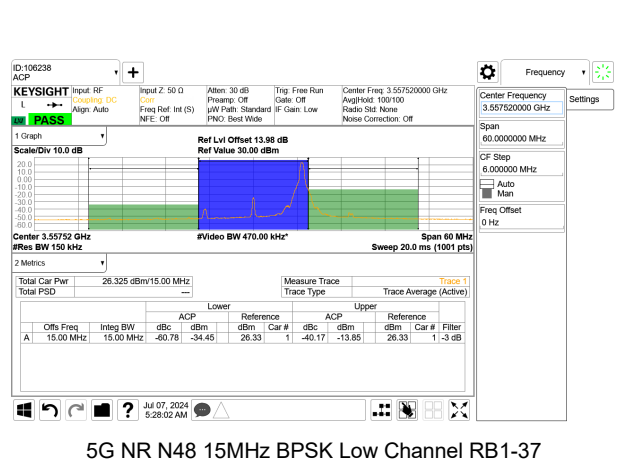 ID:106238
ACP
Frequency
KEYSIGHT Input: RF Input Z: 50 Ω Atten: 30 dB Trig: Free Run Center Freq: 3.557520000 GHz
L Coupling: DC Corr Preamp: Off Gate: Off Avg|Hold: 100/100
Align: Auto Freq Ref: Int (S) µW Path: Standard IF Gain: Low Radio Std: None
PASS NFE: Off PNO: Best Wide Noise Correction: Off
Center Frequency
3.557520000 GHz
Settings
Span
60.0000000 MHz
CF Step
6.000000 MHz
Auto
Man
Freq Offset
0 Hz
1 Graph
Ref Lvl Offset 13.98 dB
Scale/Div 10.0 dB Ref Value 30.00 dBm
20.0
10.0
0.00
-10.0
-20.0
-30.0
-40.0
-50.0
-60.0
Center 3.55752 GHz #Video BW 470.00 kHz* Span 60 MHz
#Res BW 150 kHz Sweep 20.0 ms (1001 pts)
2 Metrics
Total Car Pwr 26.325 dBm/15.00 MHz Measure Trace Trace 1
Total PSD --- Trace Type Trace Average (Active)
Lower Upper
ACP Reference ACP Reference
Offs Freq Integ BW dBc dBm dBm Car # dBc dBm dBm Car # Filter
A 15.00 MHz 15.00 MHz -60.78 -34.45 26.33 1 -40.17 -13.85 26.33 1 -3 dB
Jul 07, 2024
5:28:02 AM
5G NR N48 15MHz BPSK Low Channel RB1-37